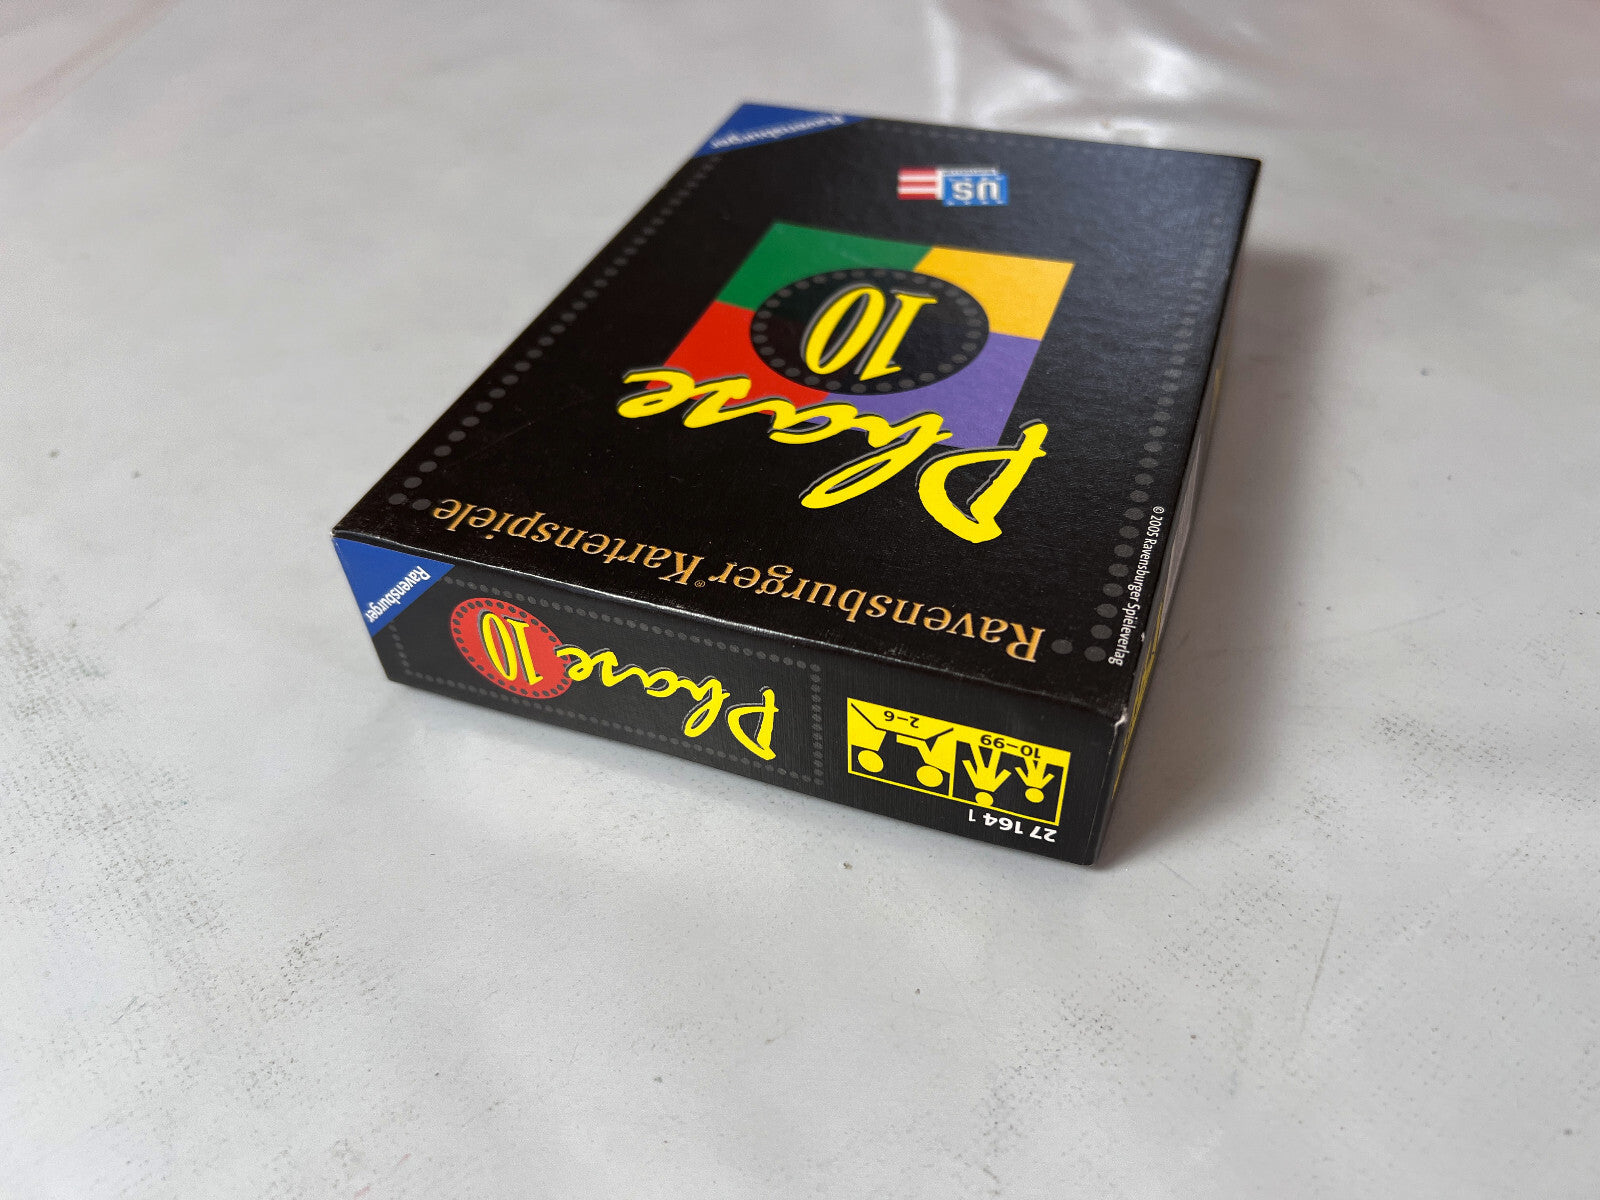 Ravensburger® Kartenspiele
Phase
10
US
Ravensburger
© 2005 Ravensburger Spieleverlag
27 164 1
10–99
2–6
Phase 10
Ravensburger